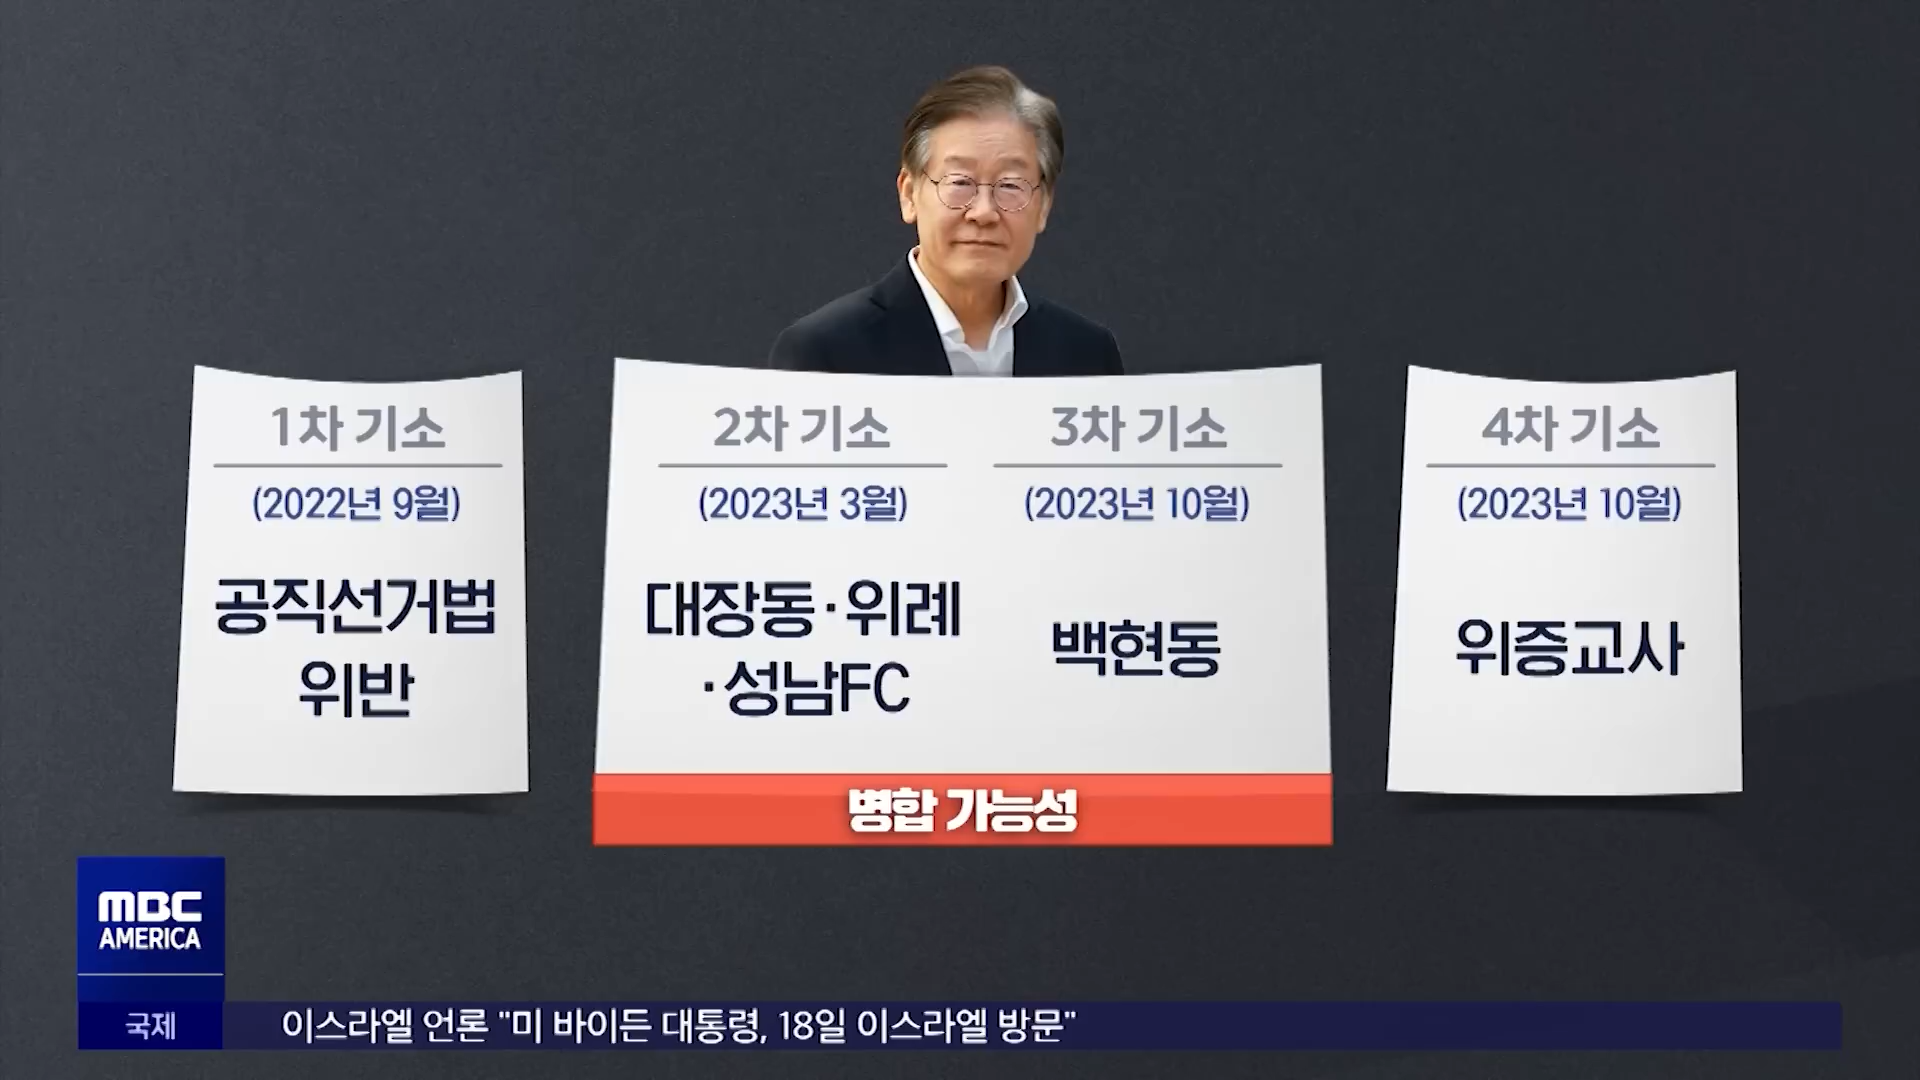 1차 기소
(2022년 9월)
공직선거법
위반
2차 기소
(2023년 3월)
대장동·위례
·성남FC
3차 기소
(2023년 10월)
백현동
병합 가능성
4차 기소
(2023년 10월)
위증교사
MBC
AMERICA
국제
이스라엘 언론 "미 바이든 대통령, 18일 이스라엘 방문"